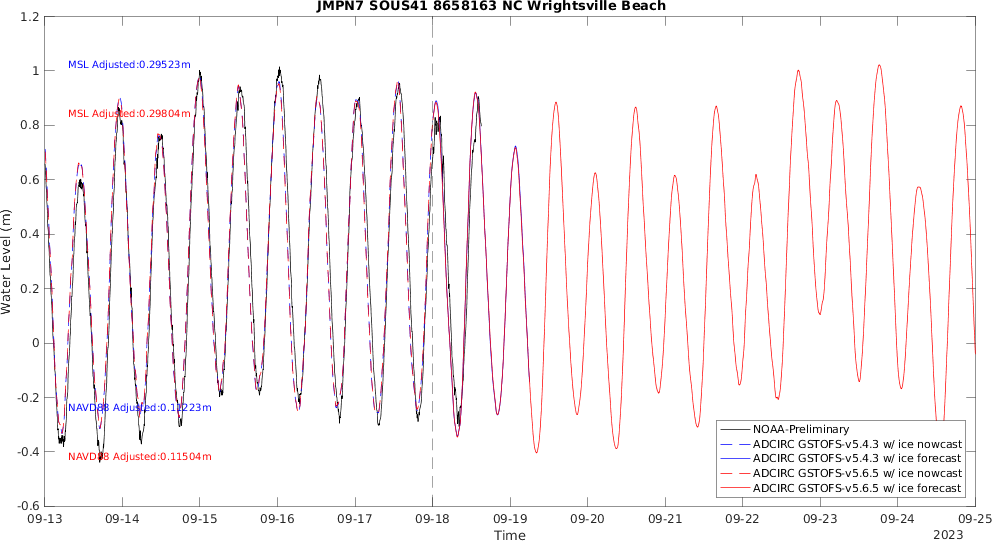 JMPN7 SOUS41 8658163 NC Wrightsville Beach
1.2
1
0.8
0.6
0.4
0.2
0
-0.2
-0.4
-0.6
Water Level (m)
MSL Adjusted:0.29523m
MSL Adjusted:0.29804m
NAVD88 Adjusted:0.11223m
NAVD88 Adjusted:0.11504m
NOAA-Preliminary
ADCIRC GSTOFS-v5.4.3 w/ ice nowcast
ADCIRC GSTOFS-v5.4.3 w/ ice forecast
ADCIRC GSTOFS-v5.6.5 w/ ice nowcast
ADCIRC GSTOFS-v5.6.5 w/ ice forecast
09-13 09-14 09-15 09-16 09-17 09-18 09-19 09-20 09-21 09-22 09-23 09-24 09-25
Time
2023